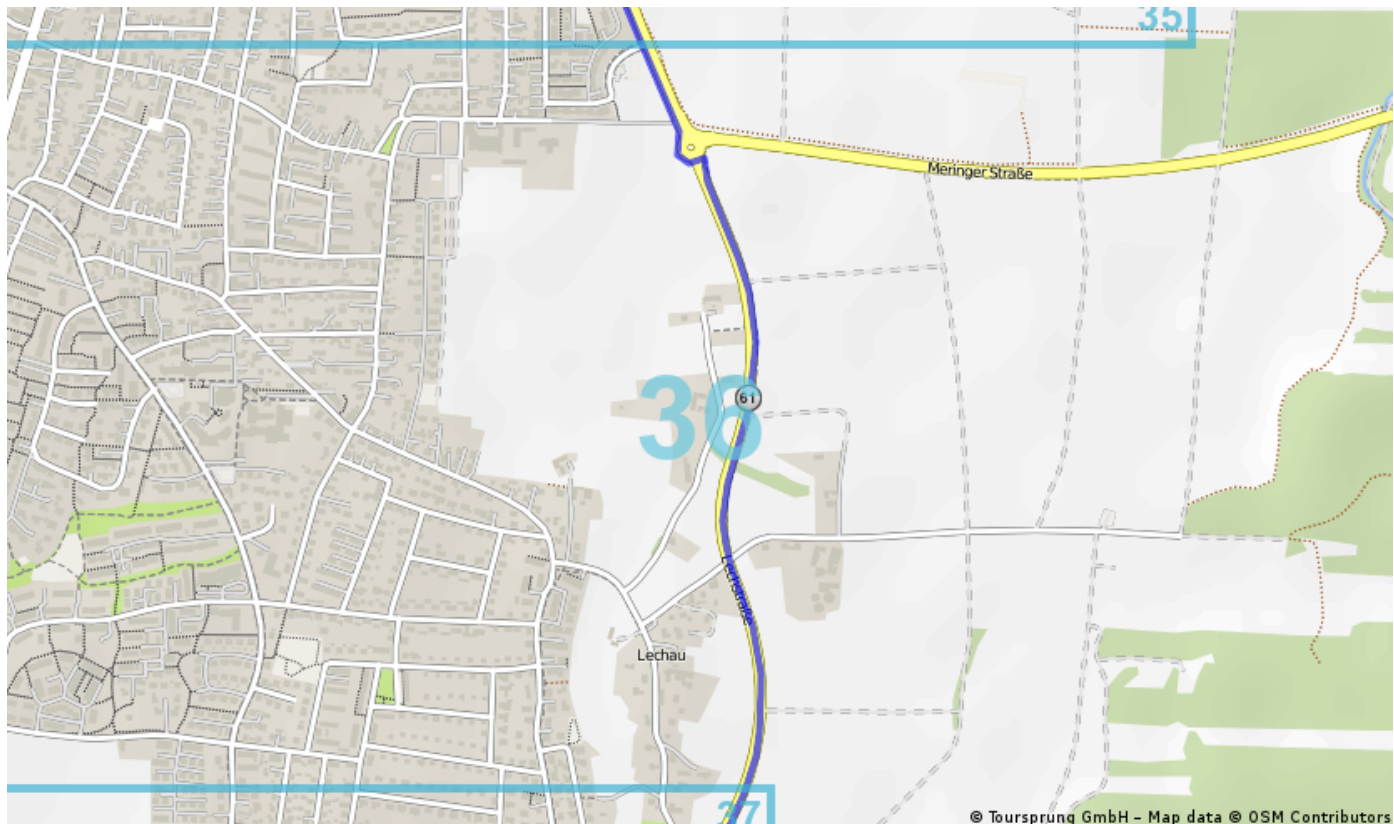 35
Meringer Straße
61
36
Lechstraße
Lechau
37
© Toursprung GmbH – Map data © OSM Contributors